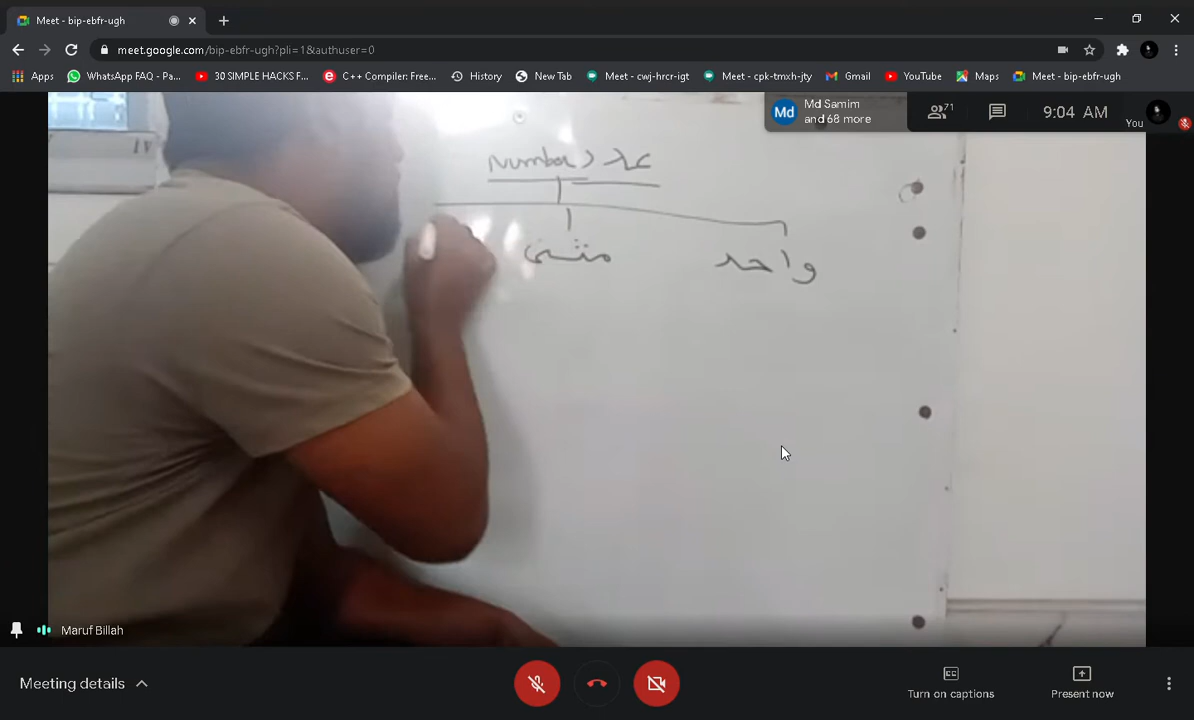 Meet - bip-ebfr-ugh
meet.google.com/bip-ebfr-ugh?pli=1&authuser=0
Apps WhatsApp FAQ - Pa... 30 SIMPLE HACKS F... C++ Compiler: Free... History New Tab Meet - cwj-hrcr-igt Meet - cpk-tmxh-jty Gmail YouTube Maps Meet - bip-ebfr-ugh
Md
Md Samim
and 68 more
71
9:04 AM
You
Number > عدد
واحد
مثنى
Maruf Billah
Meeting details
Turn on captions
Present now